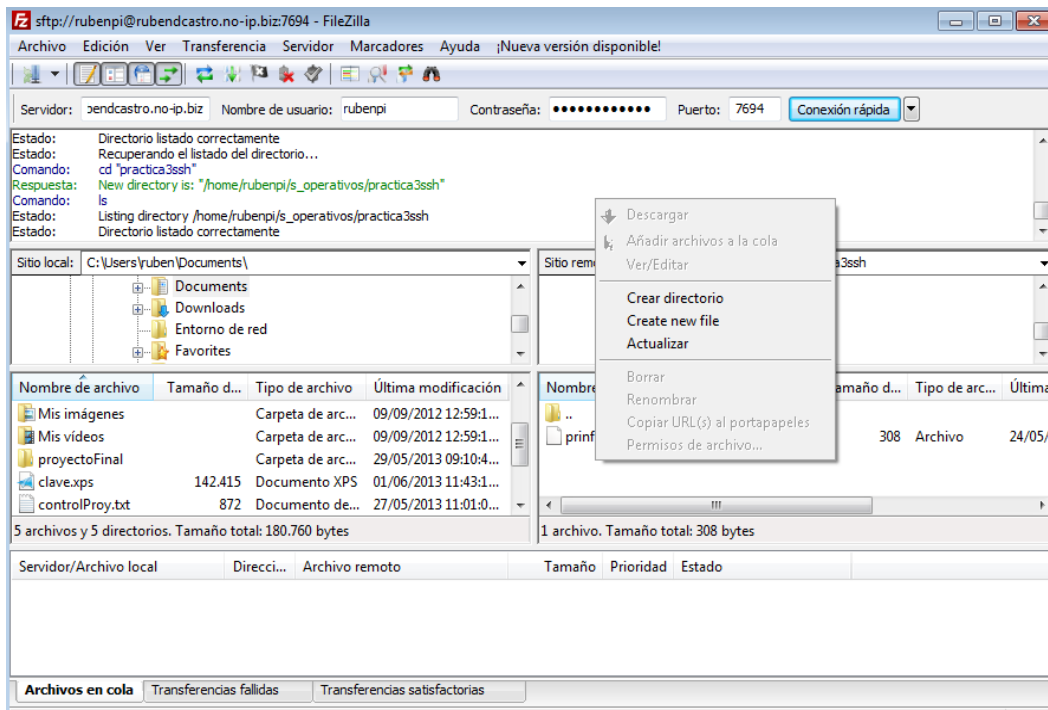 sftp://rubenpi@rubendcastro.no-ip.biz:7694 - FileZilla
Archivo Edición Ver Transferencia Servidor Marcadores Ayuda ¡Nueva versión disponible!
Servidor: endcastro.no-ip.biz Nombre de usuario: rubenpi Contraseña: •••••••••••• Puerto: 7694 Conexión rápida
Estado: Directorio listado correctamente
Estado: Recuperando el listado del directorio...
Comando: cd "practica3ssh"
Respuesta: New directory is: "/home/rubenpi/s_operativos/practica3ssh"
Comando: ls
Estado: Listing directory /home/rubenpi/s_operativos/practica3ssh
Estado: Directorio listado correctamente
Descargar
Añadir archivos a la cola
Ver/Editar
Crear directorio
Create new file
Actualizar
Borrar
Renombrar
Copiar URL(s) al portapapeles
Permisos de archivo...
Sitio local: C:\Users\ruben\Documents\
Documents
Downloads
Entorno de red
Favorites
Sitio rem a3ssh
Nombre de archivo Tamaño d... Tipo de archivo Última modificación
Mis imágenes Carpeta de arc... 09/09/2012 12:59:1...
Mis vídeos Carpeta de arc... 09/09/2012 12:59:1...
proyectoFinal Carpeta de arc... 29/05/2013 09:10:4...
clave.xps 142.415 Documento XPS 01/06/2013 11:43:1...
controlProy.txt 872 Documento de... 27/05/2013 11:01:0...
5 archivos y 5 directorios. Tamaño total: 180.760 bytes
Nombre amaño d... Tipo de arc... Última
..
prinf 308 Archivo 24/05/
1 archivo. Tamaño total: 308 bytes
Servidor/Archivo local Direcci... Archivo remoto Tamaño Prioridad Estado
Archivos en cola Transferencias fallidas Transferencias satisfactorias